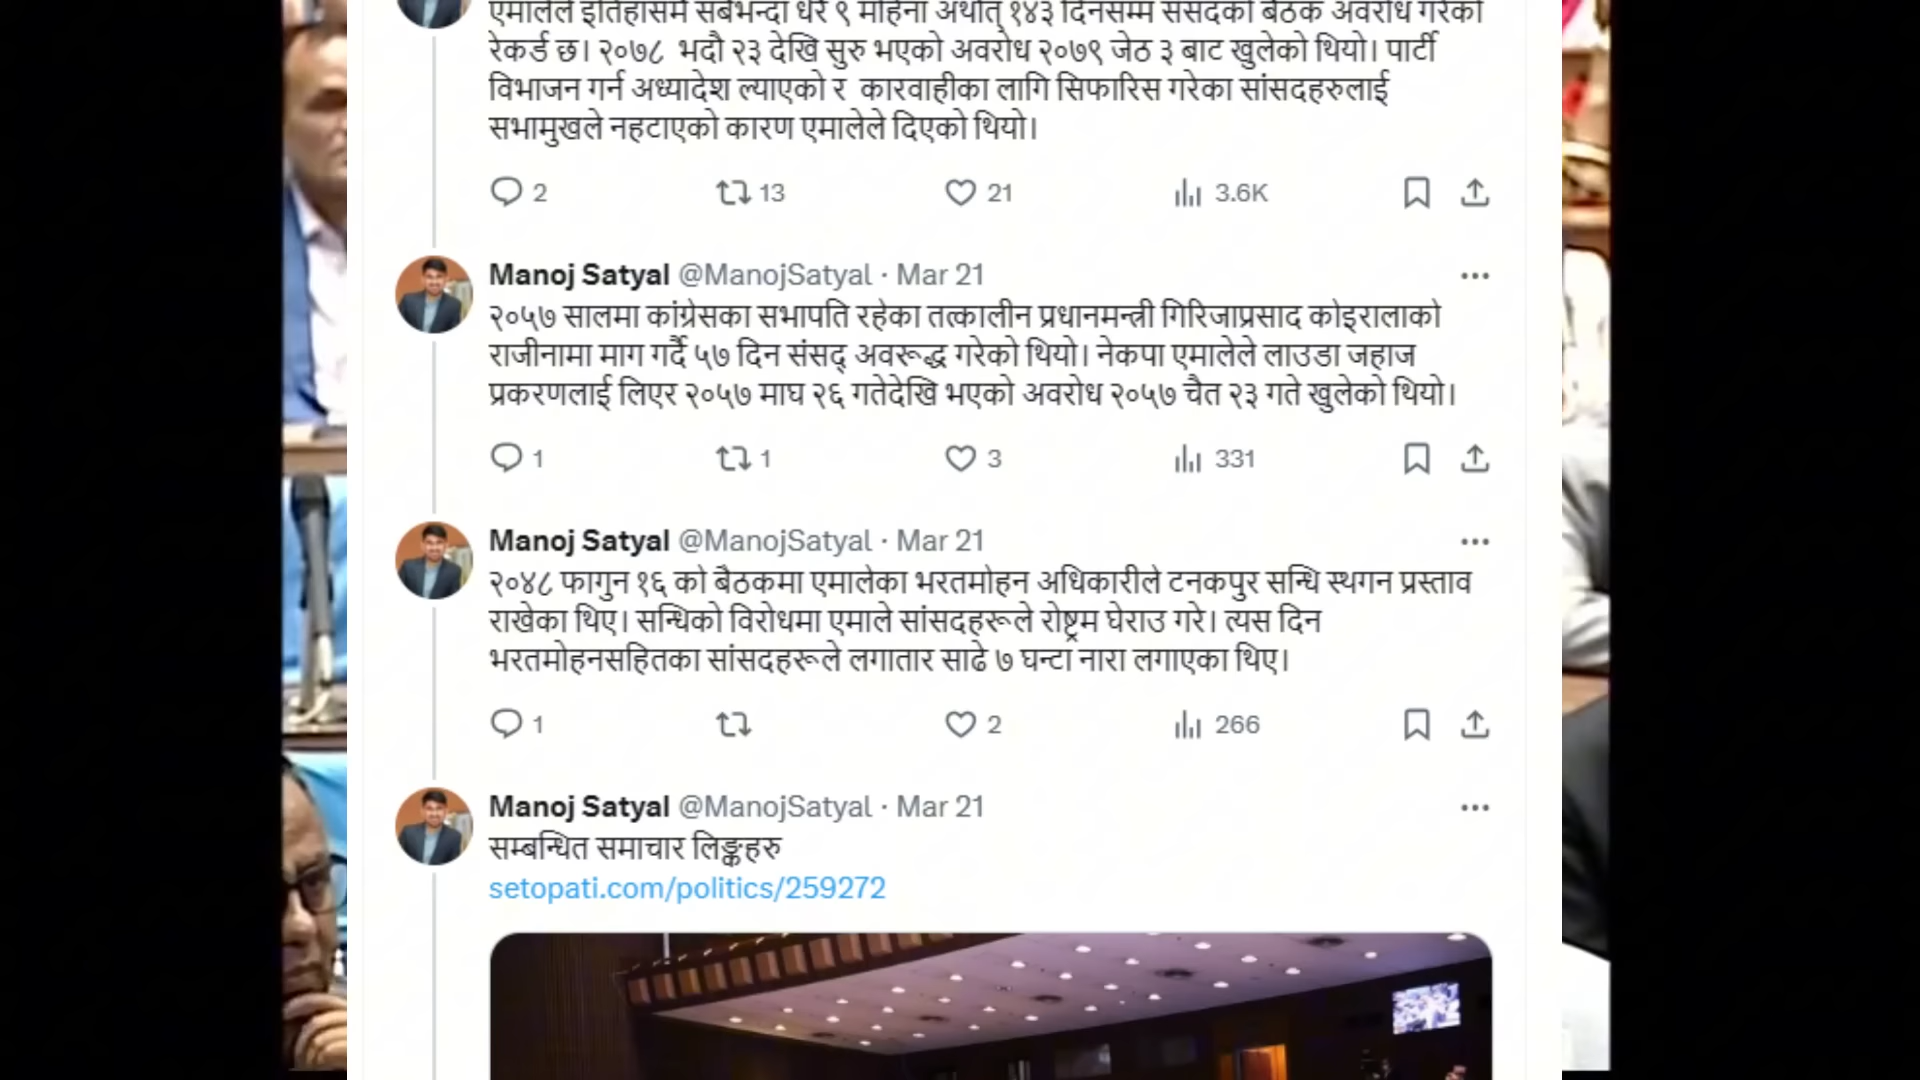 एमालेले इतिहासमै सबैभन्दा धेरै ९ महिना अर्थात् १४३ दिनसम्म संसदको बैठक अवरोध गरेको
रेकर्ड छ। २०७८ भदौ २३ देखि सुरु भएको अवरोध २०७९ जेठ ३ बाट खुलेको थियो। पार्टी
विभाजन गर्न अध्यादेश ल्याएको र कारवाहीका लागि सिफारिस गरेका सांसदहरुलाई
सभामुखले नहटाएको कारण एमालेले दिएको थियो।
2 13 21 3.6K
Manoj Satyal @ManojSatyal · Mar 21
२०५७ सालमा कांग्रेसका सभापति रहेका तत्कालीन प्रधानमन्त्री गिरिजाप्रसाद कोइरालाको
राजीनामा माग गर्दै ५७ दिन संसद् अवरूद्ध गरेको थियो। नेकपा एमालेले लाउडा जहाज
प्रकरणलाई लिएर २०५७ माघ २६ गतेदेखि भएको अवरोध २०५७ चैत २३ गते खुलेको थियो।
1 1 3 331
Manoj Satyal @ManojSatyal · Mar 21
२०४८ फागुन १६ को बैठकमा एमालेका भरतमोहन अधिकारीले टनकपुर सन्धि स्थगन प्रस्ताव
राखेका थिए। सन्धिको विरोधमा एमाले सांसदहरूले रोष्ट्रम घेराउ गरे। त्यस दिन
भरतमोहनसहितका सांसदहरूले लगातार साढे ७ घन्टा नारा लगाएका थिए।
1 2 266
Manoj Satyal @ManojSatyal · Mar 21
सम्बन्धित समाचार लिङ्कहरु
setopati.com/politics/259272